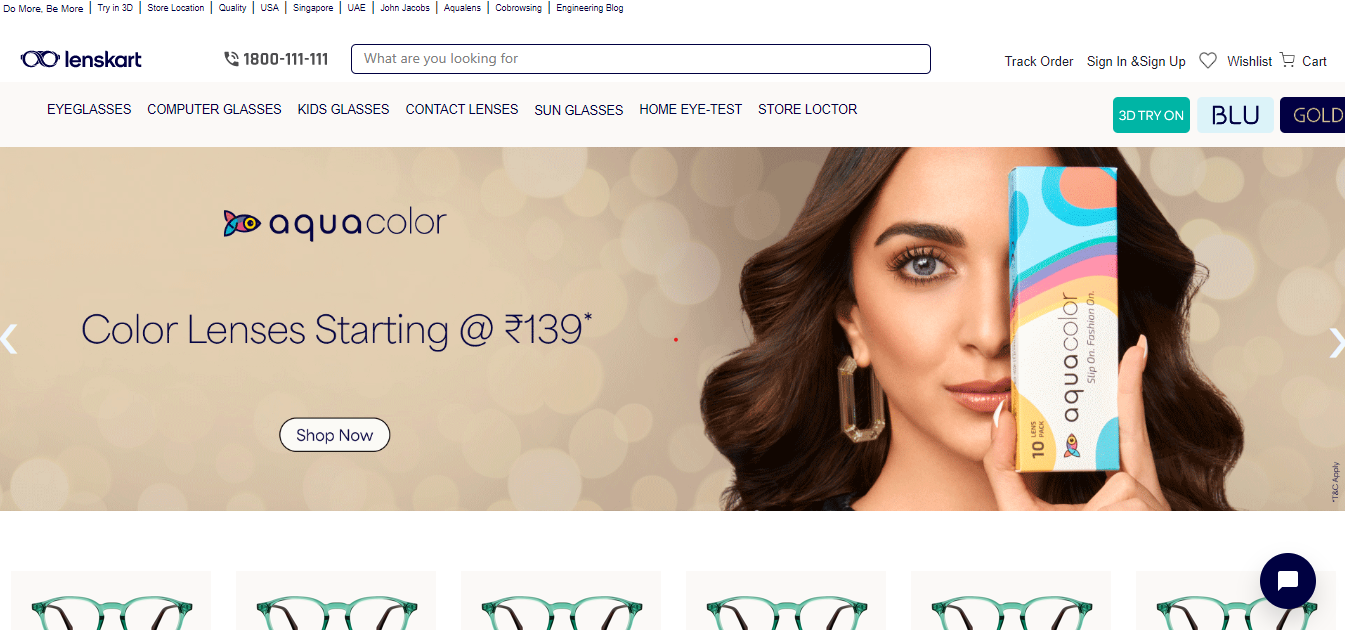 Do More, Be More | Try in 3D | Store Location | Quality | USA | Singapore | UAE | John Jacobs | Aqualens | Cobrowsing | Engineering Blog
lenskart
1800-111-111
What are you looking for
Track Order Sign In &Sign Up Wishlist Cart
EYEGLASSES COMPUTER GLASSES KIDS GLASSES CONTACT LENSES SUN GLASSES HOME EYE-TEST STORE LOCTOR
3D TRY ON
BLU
GOLD
aquacolor
Color Lenses Starting @ ₹139*
Shop Now
aquacolor
Slip On. Fashion On.
10 LENS
PACK
*T&C Apply